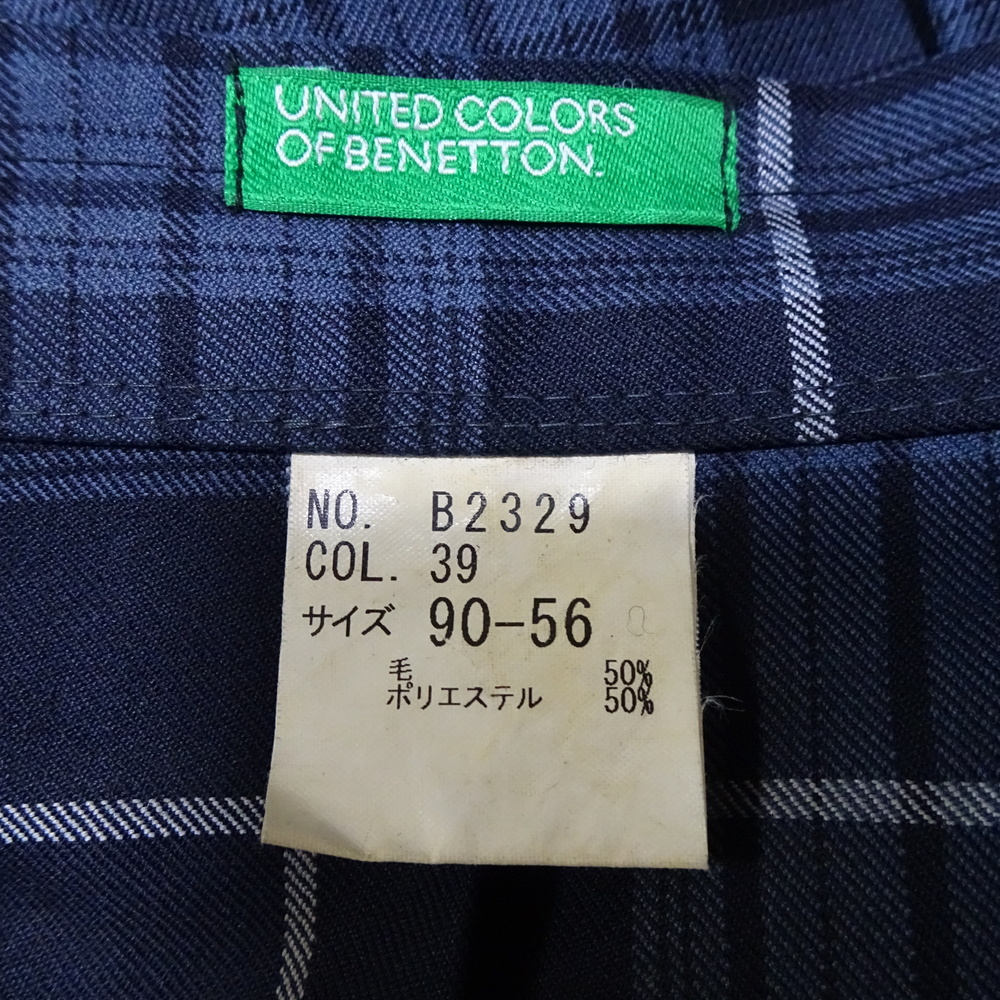 UNITED COLORS
OF BENETTON.
NO. B2329
COL. 39
サイズ 90-56
毛 50%
ポリエステル 50%